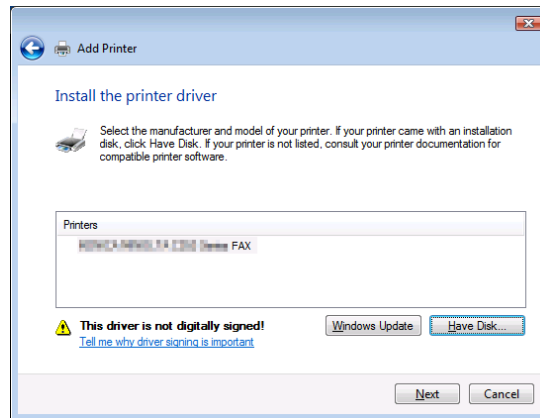 Add Printer
Install the printer driver
Select the manufacturer and model of your printer. If your printer came with an installation
disk, click Have Disk. If your printer is not listed, consult your printer documentation for
compatible printer software.
Printers
FAX
This driver is not digitally signed!
Windows Update
Have Disk...
Tell me why driver signing is important
Next
Cancel